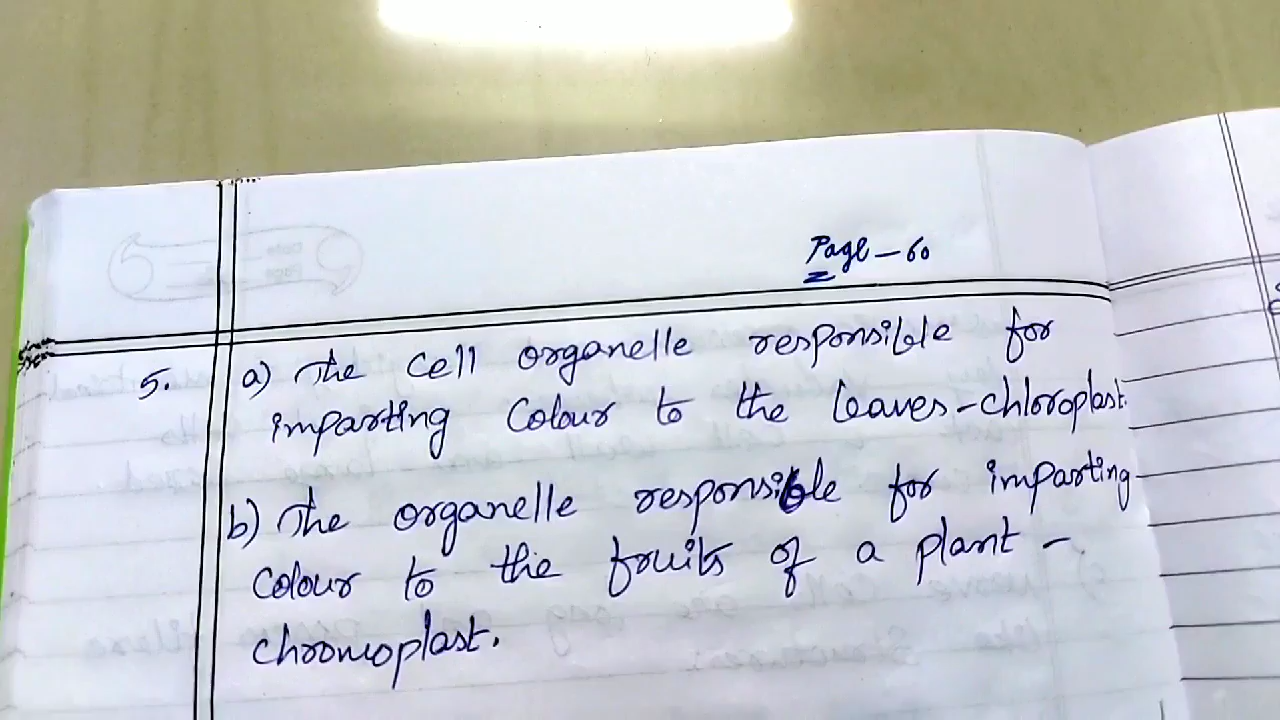 Page - 60
5. a) The cell organelle responsible for
imparting colour to the leaves - chloroplast.
b) The organelle responsible for imparting
colour to the fruits of a plant -
chromoplast.